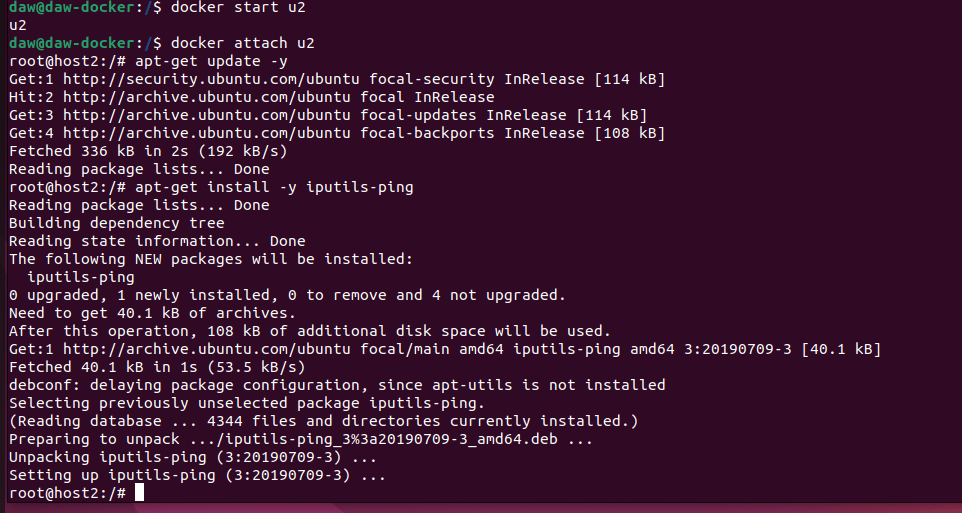 daw@daw-docker:/$ docker start u2
u2
daw@daw-docker:/$ docker attach u2
root@host2:/# apt-get update -y
Get:1 http://security.ubuntu.com/ubuntu focal-security InRelease [114 kB]
Hit:2 http://archive.ubuntu.com/ubuntu focal InRelease
Get:3 http://archive.ubuntu.com/ubuntu focal-updates InRelease [114 kB]
Get:4 http://archive.ubuntu.com/ubuntu focal-backports InRelease [108 kB]
Fetched 336 kB in 2s (192 kB/s)
Reading package lists... Done
root@host2:/# apt-get install -y iputils-ping
Reading package lists... Done
Building dependency tree
Reading state information... Done
The following NEW packages will be installed:
  iputils-ping
0 upgraded, 1 newly installed, 0 to remove and 4 not upgraded.
Need to get 40.1 kB of archives.
After this operation, 108 kB of additional disk space will be used.
Get:1 http://archive.ubuntu.com/ubuntu focal/main amd64 iputils-ping amd64 3:20190709-3 [40.1 kB]
Fetched 40.1 kB in 1s (53.5 kB/s)
debconf: delaying package configuration, since apt-utils is not installed
Selecting previously unselected package iputils-ping.
(Reading database ... 4344 files and directories currently installed.)
Preparing to unpack .../iputils-ping_3%3a20190709-3_amd64.deb ...
Unpacking iputils-ping (3:20190709-3) ...
Setting up iputils-ping (3:20190709-3) ...
root@host2:/#